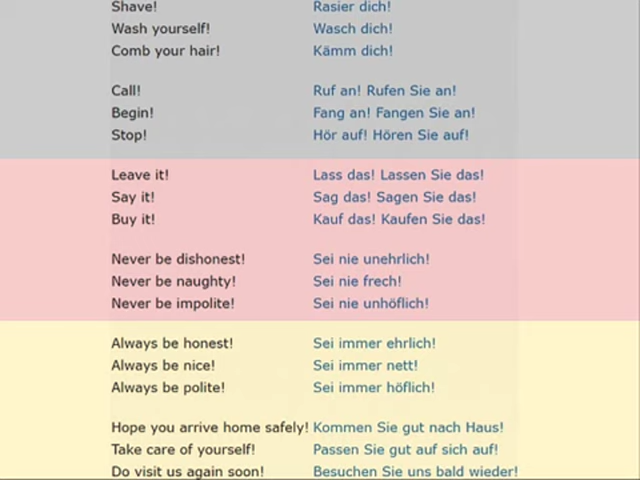 Shave! Rasier dich!
Wash yourself! Wasch dich!
Comb your hair! Kämm dich!
Call! Ruf an! Rufen Sie an!
Begin! Fang an! Fangen Sie an!
Stop! Hör auf! Hören Sie auf!
Leave it! Lass das! Lassen Sie das!
Say it! Sag das! Sagen Sie das!
Buy it! Kauf das! Kaufen Sie das!
Never be dishonest! Sei nie unehrlich!
Never be naughty! Sei nie frech!
Never be impolite! Sei nie unhöflich!
Always be honest! Sei immer ehrlich!
Always be nice! Sei immer nett!
Always be polite! Sei immer höflich!
Hope you arrive home safely! Kommen Sie gut nach Haus!
Take care of yourself! Passen Sie gut auf sich auf!
Do visit us again soon! Besuchen Sie uns bald wieder!